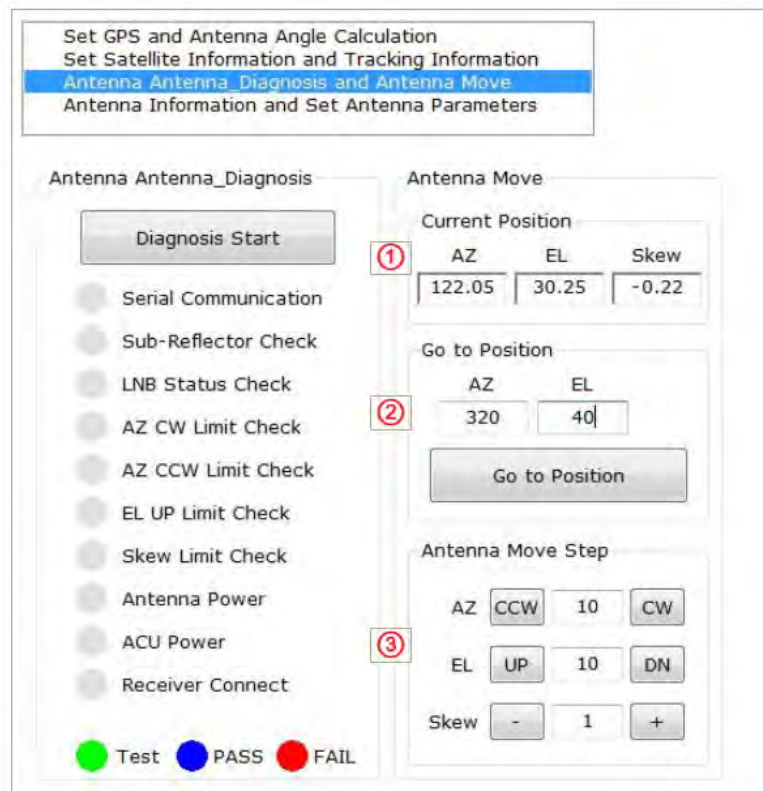 Set GPS and Antenna Angle Calculation
Set Satellite Information and Tracking Information
Antenna Antenna_Diagnosis and Antenna Move
Antenna Information and Set Antenna Parameters
Antenna Antenna_Diagnosis
Diagnosis Start
Serial Communication
Sub-Reflector Check
LNB Status Check
AZ CW Limit Check
AZ CCW Limit Check
EL UP Limit Check
Skew Limit Check
Antenna Power
ACU Power
Receiver Connect
Test PASS FAIL
Antenna Move
Current Position
① AZ EL Skew
122.05 30.25 -0.22
Go to Position
AZ EL
② 320 40
Go to Position
Antenna Move Step
AZ CCW 10 CW
③
EL UP 10 DN
Skew - 1 +